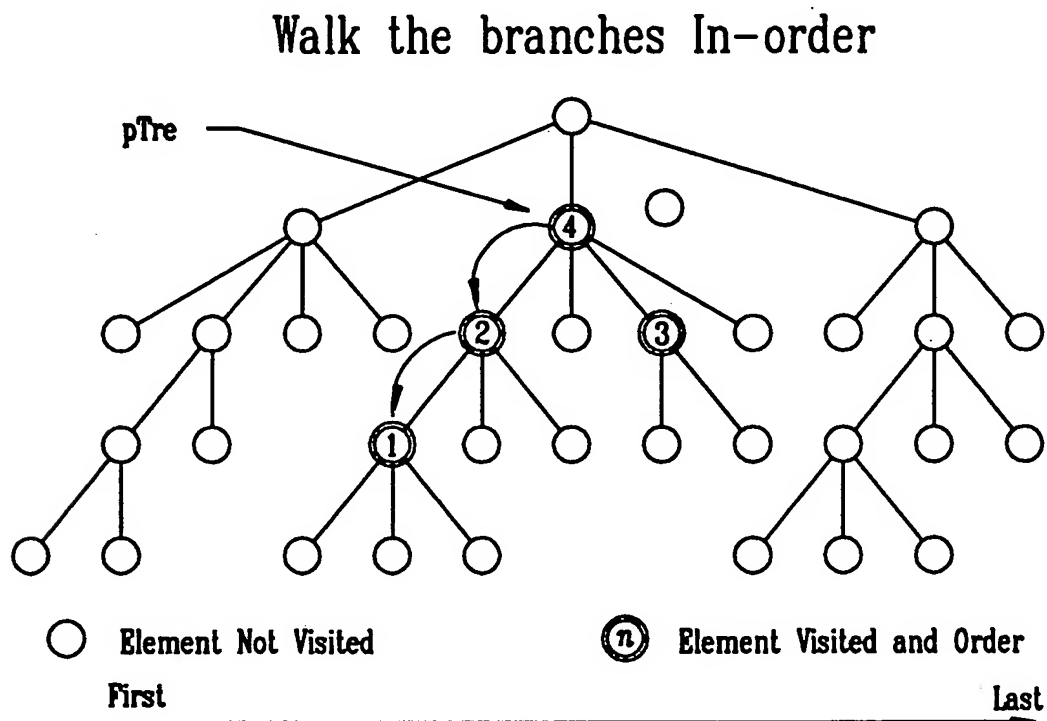 Walk the branches In-order
pTre
4
2
3
1
Element Not Visited
n Element Visited and Order
First
Last